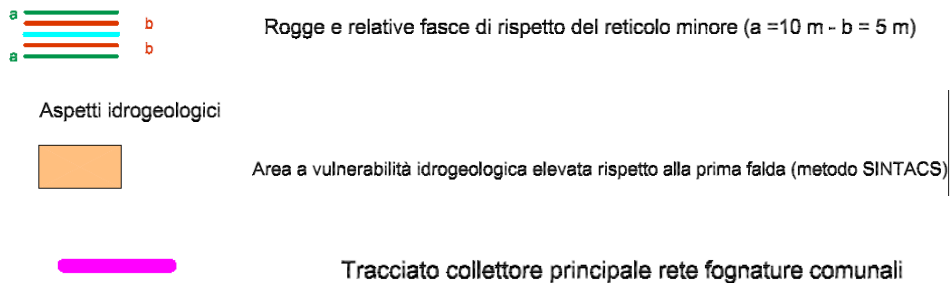 a
b
Rogge e relative fasce di rispetto del reticolo minore (a =10 m - b = 5 m)
b
a
Aspetti idrogeologici
Area a vulnerabilità idrogeologica elevata rispetto alla prima falda (metodo SINTACS)
Tracciato collettore principale rete fognature comunali